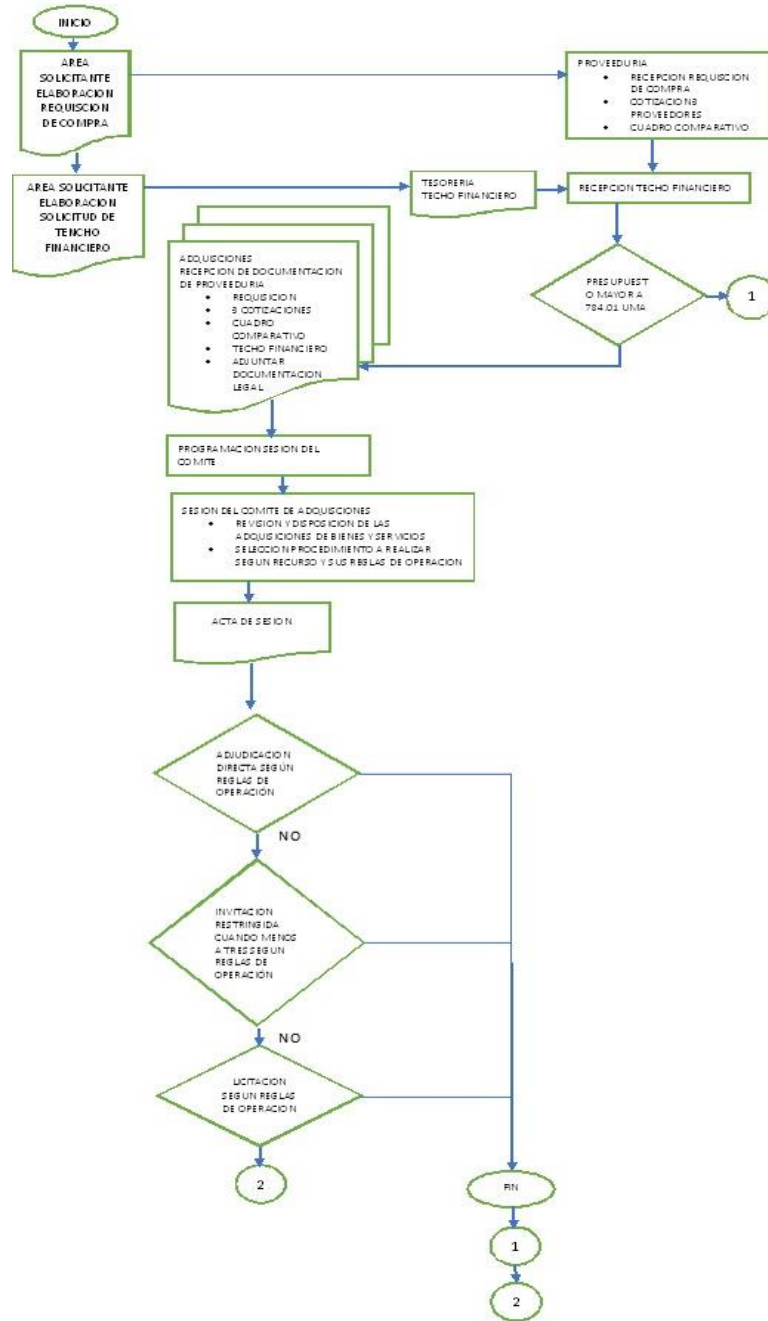 INICIO
AREA
SOLICITANTE
ELABORACION
REQUISCION
DE COMPRA
PROVEEDURIA
• RECEPCION REQUISCION
DE COMPRA
• COTIZACION 3
PROVEEDORES
• CUADRO COMPARATIVO
AREA SOLICITANTE
ELABORACION
SOLICITUD DE
TENCHO
FINANCIERO
TESORERIA
TECHO FINANCIERO
RECEPCION TECHO FINANCIERO
ADQUISCIONES
RECEPCION DE DOCUMENTACION
DE PROVEEDURIA
• REQUISICION
• 3 COTIZACIONES
• CUADRO
COMPARATIVO
• TECHO FINANCIERO
• ADJUNTAR
DOCUMENTACION
LEGAL
PRESUPUEST
O MAYOR A
784.01 UMA
1
PROGRAMACION SESION DEL
COMITE
SESION DEL COMITE DE ADQUISCIONES
• REVISION Y DISPOSICION DE LAS
ADQUISICIONES DE BIENES Y SERVICIOS
• SELECCION PROCEDIMIENTO A REALIZAR
SEGUN RECURSO Y SUS REGLAS DE OPERACION
ACTA DE SESION
ADJUDICACION
DIRECTA SEGÚN
REGLAS DE
OPERACIÓN
NO
INVITACION
RESTRINGIDA
CUANDO MENOS
A TRES SEGUN
REGLAS DE
OPERACIÓN
NO
LICITACION
SEGUN REGLAS
DE OPERACION
2
FIN
1
2